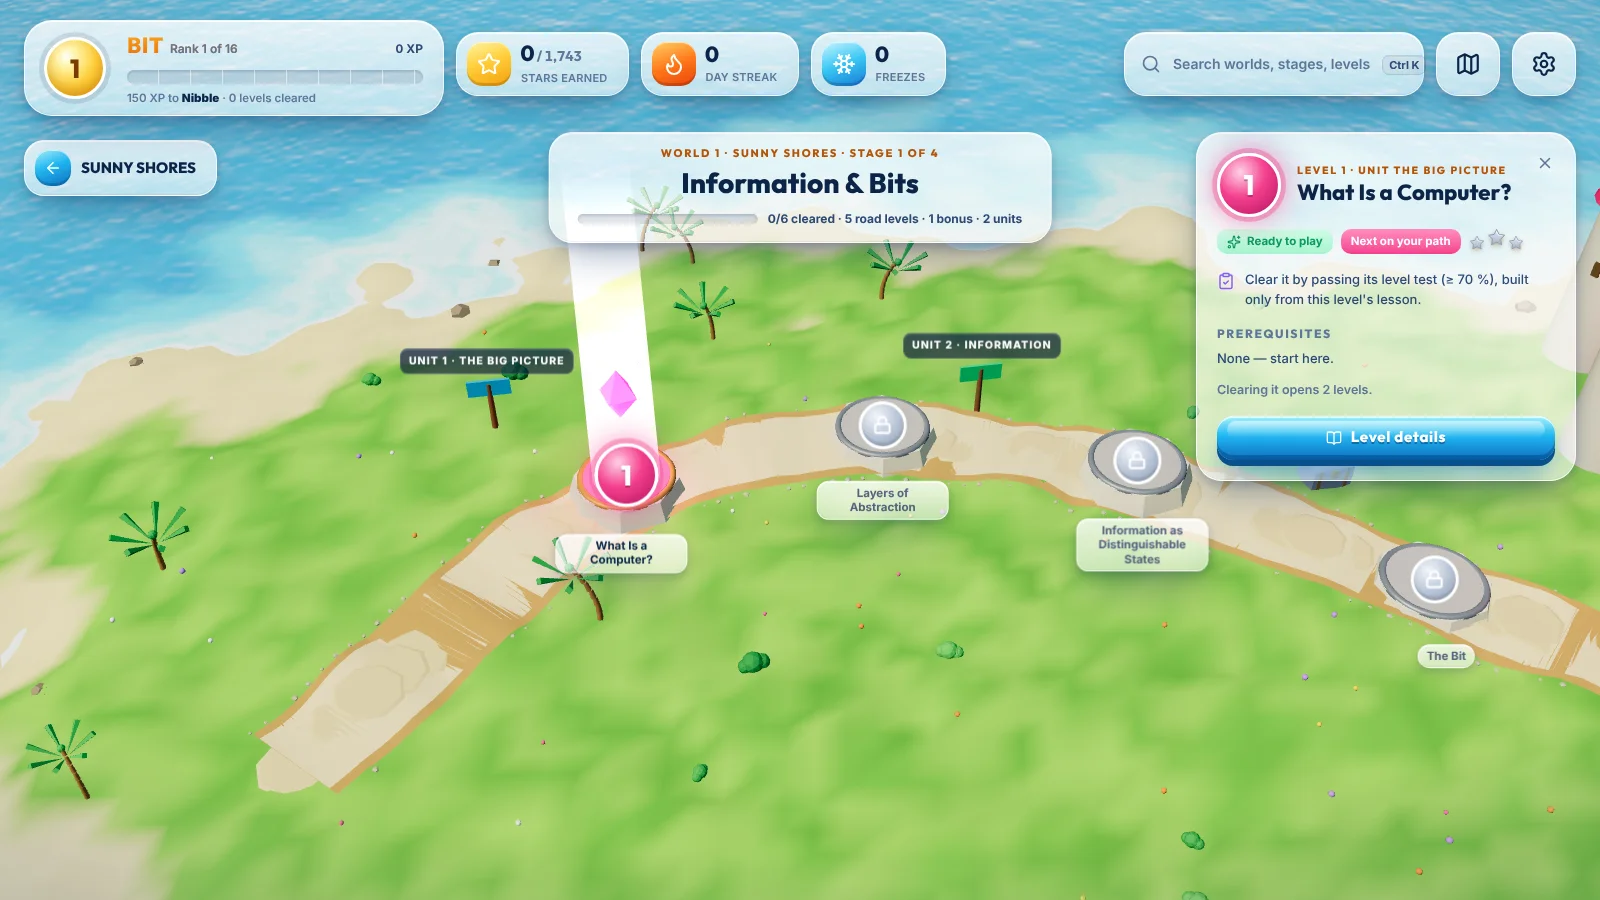 1
BIT Rank 1 of 16
0 XP
150 XP to Nibble · 0 levels cleared
0 / 1,743
STARS EARNED
0
DAY STREAK
0
FREEZES
Search worlds, stages, levels
Ctrl K
SUNNY SHORES
WORLD 1 · SUNNY SHORES · STAGE 1 OF 4
Information & Bits
0/6 cleared · 5 road levels · 1 bonus · 2 units
1
LEVEL 1 · UNIT THE BIG PICTURE
What Is a Computer?
Ready to play
Next on your path
Clear it by passing its level test (≥ 70 %), built
only from this level's lesson.
PREREQUISITES
None — start here.
Clearing it opens 2 levels.
Level details
UNIT 1 · THE BIG PICTURE
UNIT 2 · INFORMATION
1
What Is a
Computer?
Layers of
Abstraction
Information as
Distinguishable
States
The Bit